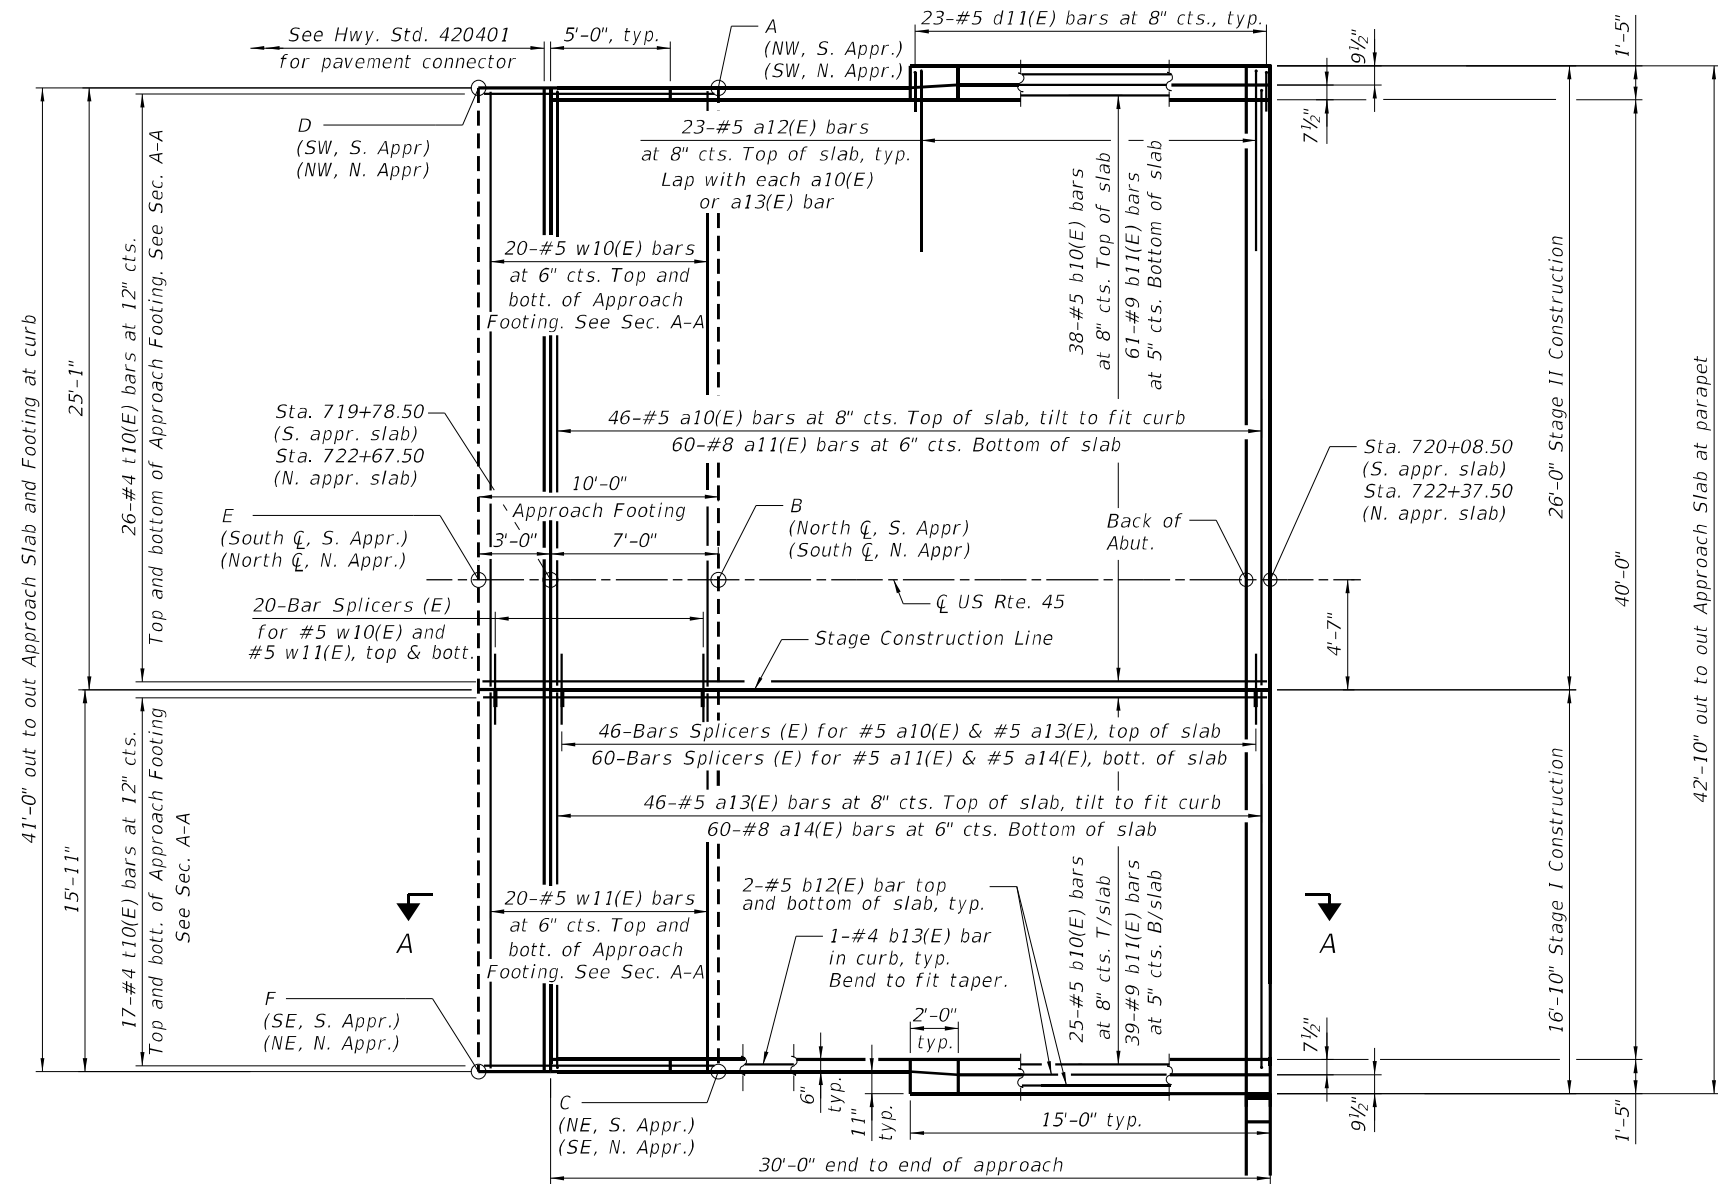 See Hwy. Std. 420401
for pavement connector
5'-0", typ.
A
(NW, S. Appr.)
(SW, N. Appr.)
23-#5 d11(E) bars at 8" cts., typ.
9½"
1'-5"
7½"
D
(SW, S. Appr)
(NW, N. Appr)
23-#5 a12(E) bars
at 8" cts. Top of slab, typ.
Lap with each a10(E)
or a13(E) bar
41'-0" out to out Approach Slab and Footing at curb
25'-1"
26-#4 t10(E) bars at 12" cts.
Top and bottom of Approach Footing. See Sec. A-A
20-#5 w10(E) bars
at 6" cts. Top and
bott. of Approach
Footing. See Sec. A-A
38-#5 b10(E) bars
at 8" cts. Top of slab
61-#9 b11(E) bars
at 5" cts. Bottom of slab
26'-0" Stage II Construction
40'-0"
42'-10" out to out Approach Slab at parapet
Sta. 719+78.50
(S. appr. slab)
Sta. 722+67.50
(N. appr. slab)
46-#5 a10(E) bars at 8" cts. Top of slab, tilt to fit curb
60-#8 a11(E) bars at 6" cts. Bottom of slab
Sta. 720+08.50
(S. appr. slab)
Sta. 722+37.50
(N. appr. slab)
10'-0"
Approach Footing
3'-0"
7'-0"
E
(South ℄, S. Appr.)
(North ℄, N. Appr.)
B
(North ℄, S. Appr)
(South ℄, N. Appr)
Back of
Abut.
℄ US Rte. 45
20-Bar Splicers (E)
for #5 w10(E) and
#5 w11(E), top & bott.
Stage Construction Line
4'-7"
46-Bars Splicers (E) for #5 a10(E) & #5 a13(E), top of slab
60-Bars Splicers (E) for #5 a11(E) & #5 a14(E), bott. of slab
46-#5 a13(E) bars at 8" cts. Top of slab, tilt to fit curb
60-#8 a14(E) bars at 6" cts. Bottom of slab
15'-11"
17-#4 t10(E) bars at 12" cts.
Top and bott. of Approach Footing
See Sec. A-A
20-#5 w11(E) bars
at 6" cts. Top and
bott. of Approach
Footing. See Sec. A-A
2-#5 b12(E) bar top
and bottom of slab, typ.
1-#4 b13(E) bar
in curb, typ.
Bend to fit taper.
25-#5 b10(E) bars
at 8" cts. T/slab
39-#9 b11(E) bars
at 5" cts. B/slab
16'-10" Stage I Construction
A
A
F
(SE, S. Appr.)
(NE, N. Appr.)
2'-0"
typ.
7½"
C
(NE, S. Appr.)
(SE, N. Appr.)
6"
typ.
11"
typ.
15'-0" typ.
9½"
1'-5"
30'-0" end to end of approach